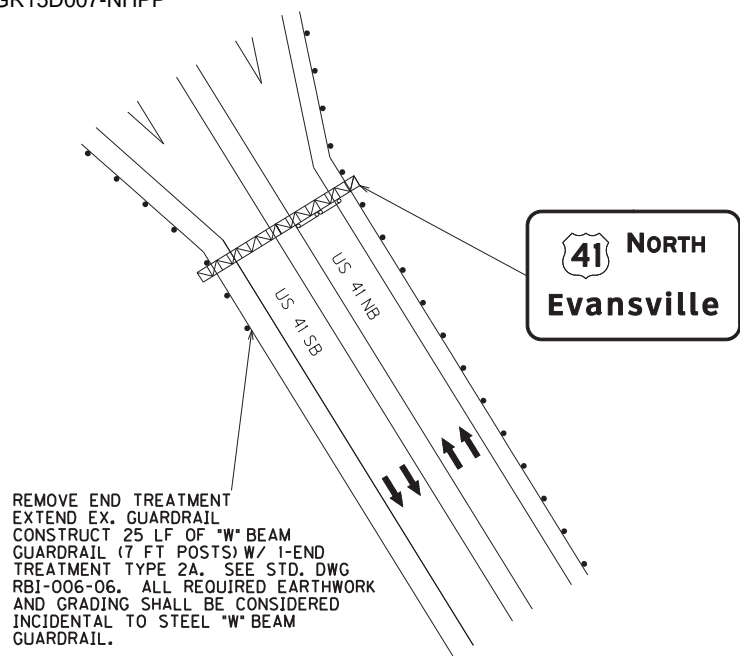 GR15D007-NHPP
41 NORTH
Evansville
US 41 NB
US 41 SB
REMOVE END TREATMENT
EXTEND EX. GUARDRAIL
CONSTRUCT 25 LF OF "W" BEAM
GUARDRAIL (7 FT POSTS) W/ 1-END
TREATMENT TYPE 2A. SEE STD. DWG
RBI-006-06. ALL REQUIRED EARTHWORK
AND GRADING SHALL BE CONSIDERED
INCIDENTAL TO STEEL "W" BEAM
GUARDRAIL.